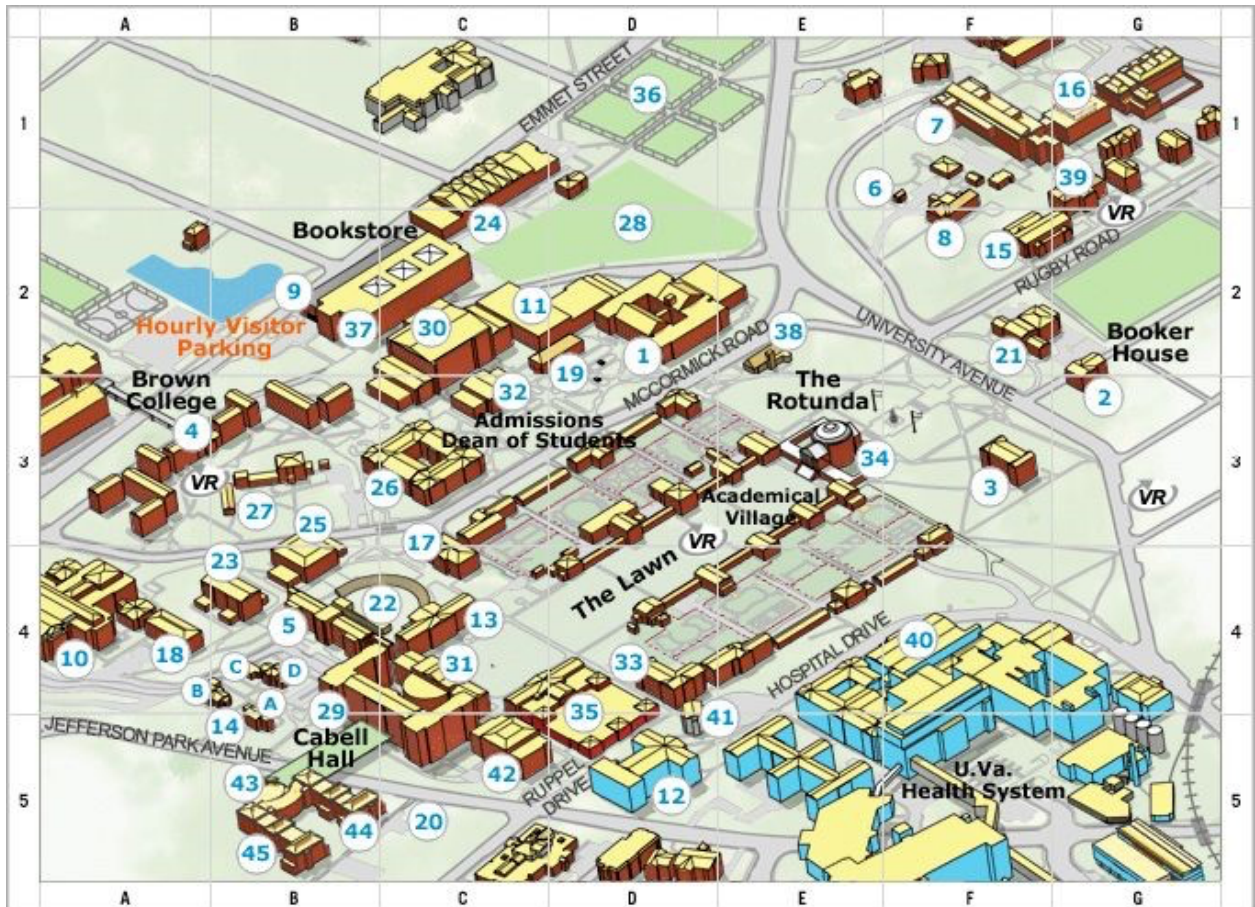 A B C D E F G
EMMET STREET
36
16
1 7 1
6
39
VR
Bookstore
24
28
8
15
RUGBY ROAD
2 9 11 2
Hourly Visitor
Parking
37
30
1
38
UNIVERSITY AVENUE
21
Booker
House
19
MCCORMICK ROAD
Brown
College
32
The
Rotunda
2
4
Admissions
Dean of Students
3 34 3 3
VR
26
Academical
Village
VR
27
25
17
VR
23
The Lawn
22
5
13
HOSPITAL DRIVE
40
4 4
10
18
31
33
C D
B A
14
29
35
41
JEFFERSON PARK AVENUE
Cabell
Hall
42
RUPPEL
DRIVE
12
U.Va.
Health System
43
5 5
44
20
45
A B C D E F G